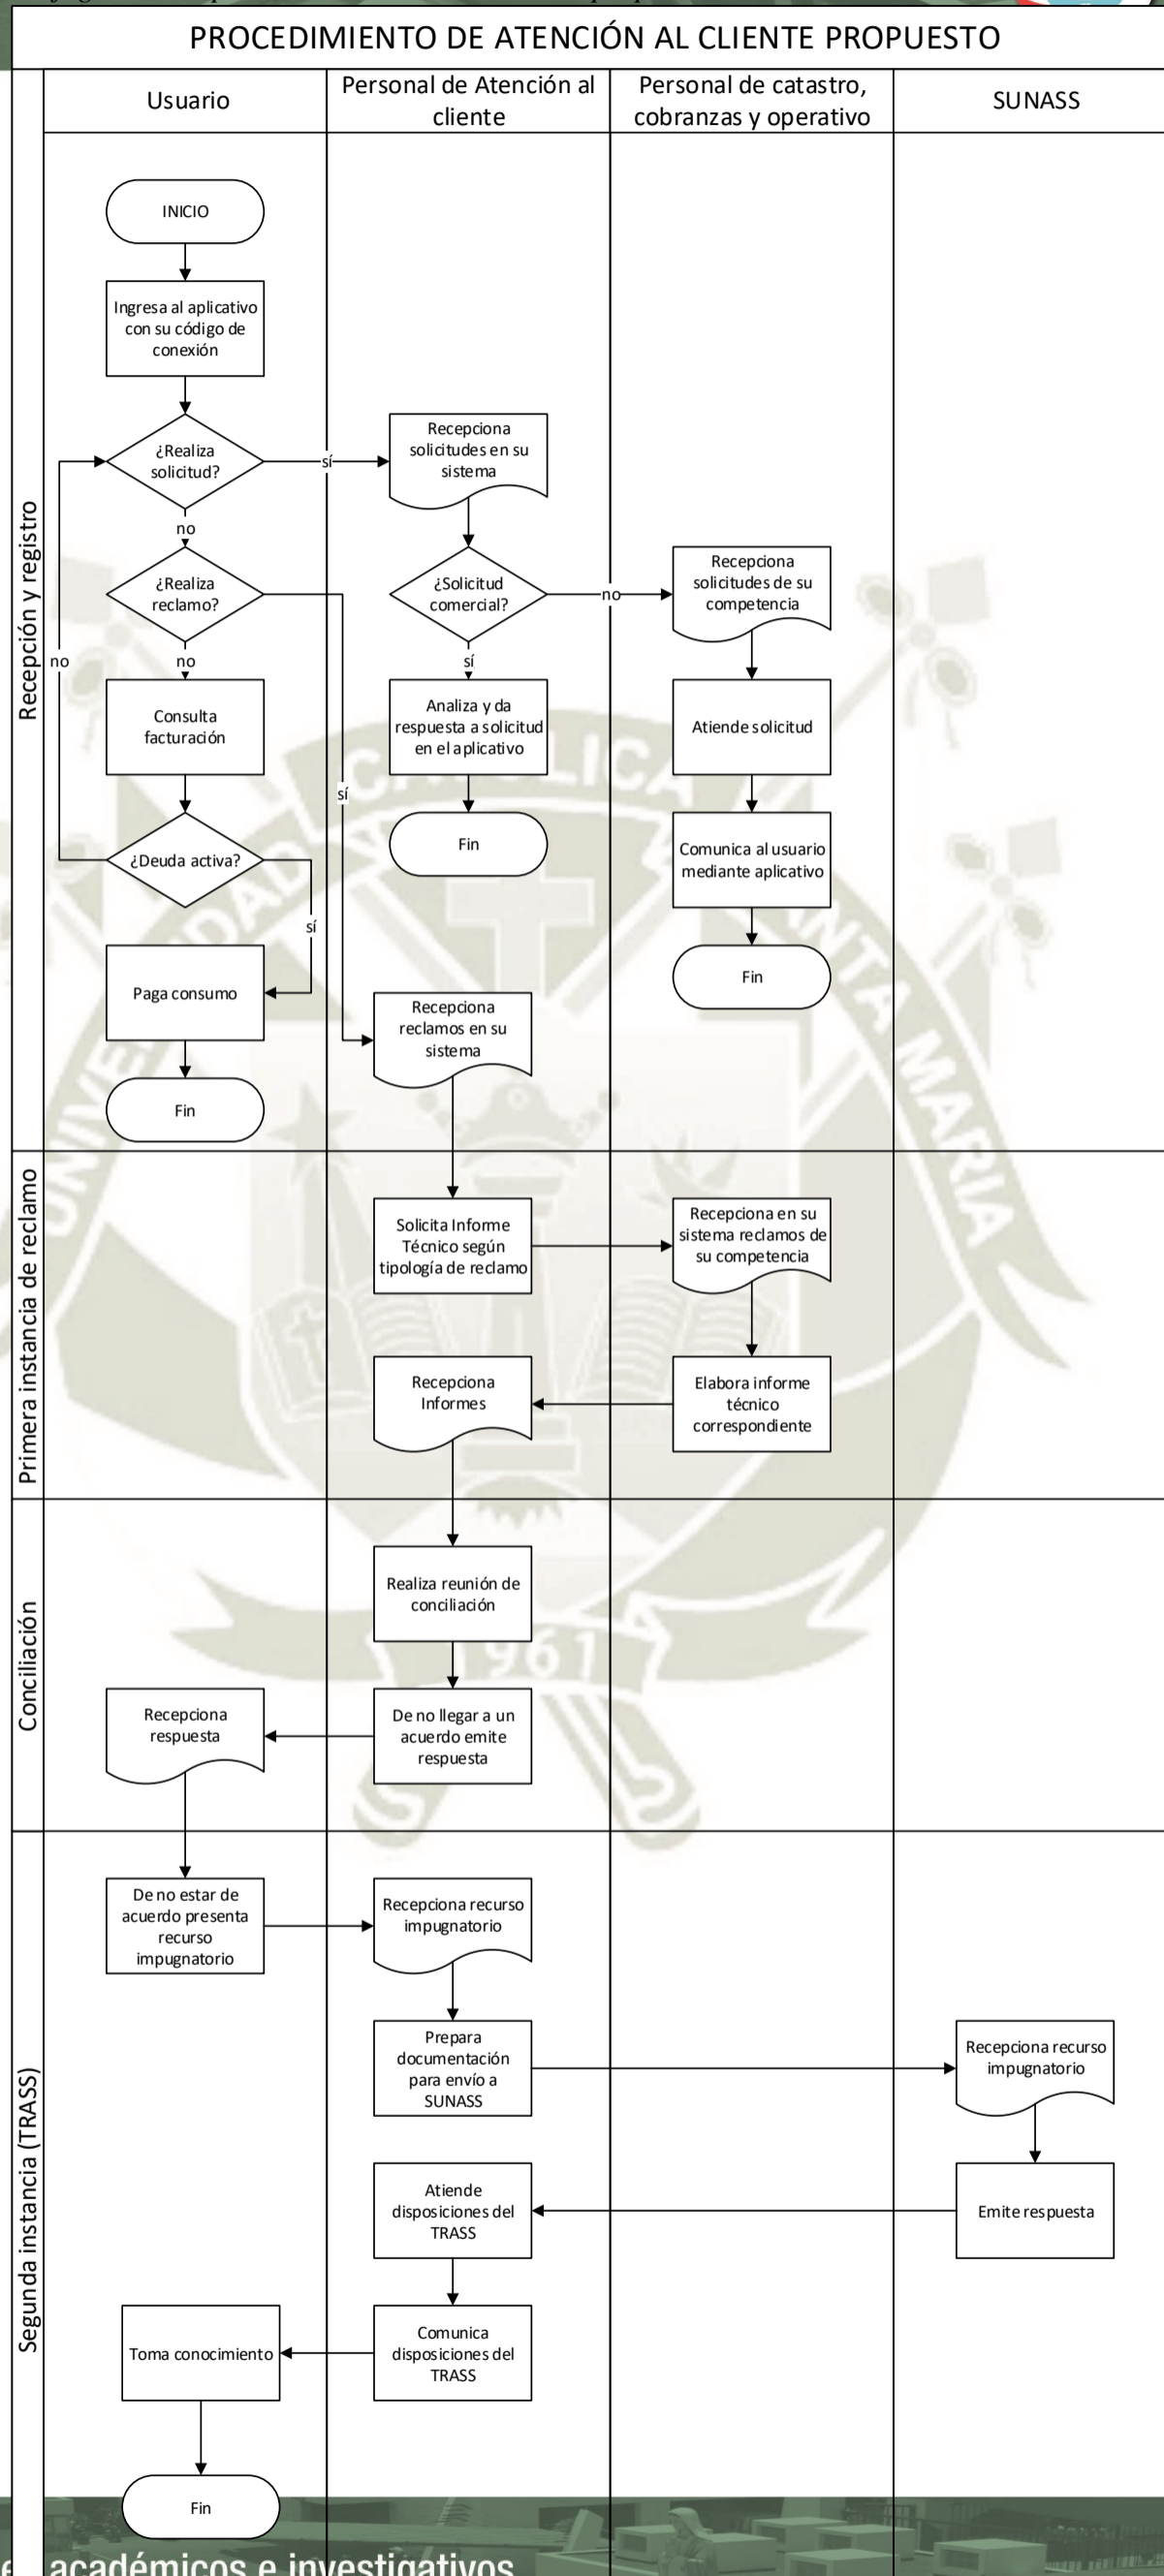 PROCEDIMIENTO DE ATENCIÓN AL CLIENTE PROPUESTO
Usuario
Personal de Atención al
cliente
Personal de catastro,
cobranzas y operativo
SUNASS
Recepción y registro
INICIO
Ingresa al aplicativo
con su código de
conexión
¿Realiza
solicitud?
sí
Recepciona
solicitudes en su
sistema
no
¿Realiza
reclamo?
¿Solicitud
comercial?
no
Recepciona
solicitudes de su
competencia
no
no
sí
Consulta
facturación
Analiza y da
respuesta a solicitud
en el aplicativo
Atiende solicitud
sí
¿Deuda activa?
Fin
Comunica al usuario
mediante aplicativo
sí
Paga consumo
Fin
Recepciona
reclamos en su
sistema
Fin
Primera instancia de reclamo
Solicita Informe
Técnico según
tipología de reclamo
Recepciona en su
sistema reclamos de
su competencia
Recepciona
Informes
Elabora informe
técnico
correspondiente
Conciliación
Realiza reunión de
conciliación
1961
Recepciona
respuesta
De no llegar a un
acuerdo emite
respuesta
Segunda instancia (TRASS)
De no estar de
acuerdo presenta
recurso
impugnatorio
Recepciona recurso
impugnatorio
Prepara
documentación
para envío a
SUNASS
Recepciona recurso
impugnatorio
Atiende
disposiciones del
TRASS
Emite respuesta
Toma conocimiento
Comunica
disposiciones del
TRASS
Fin
académicos e investigativos